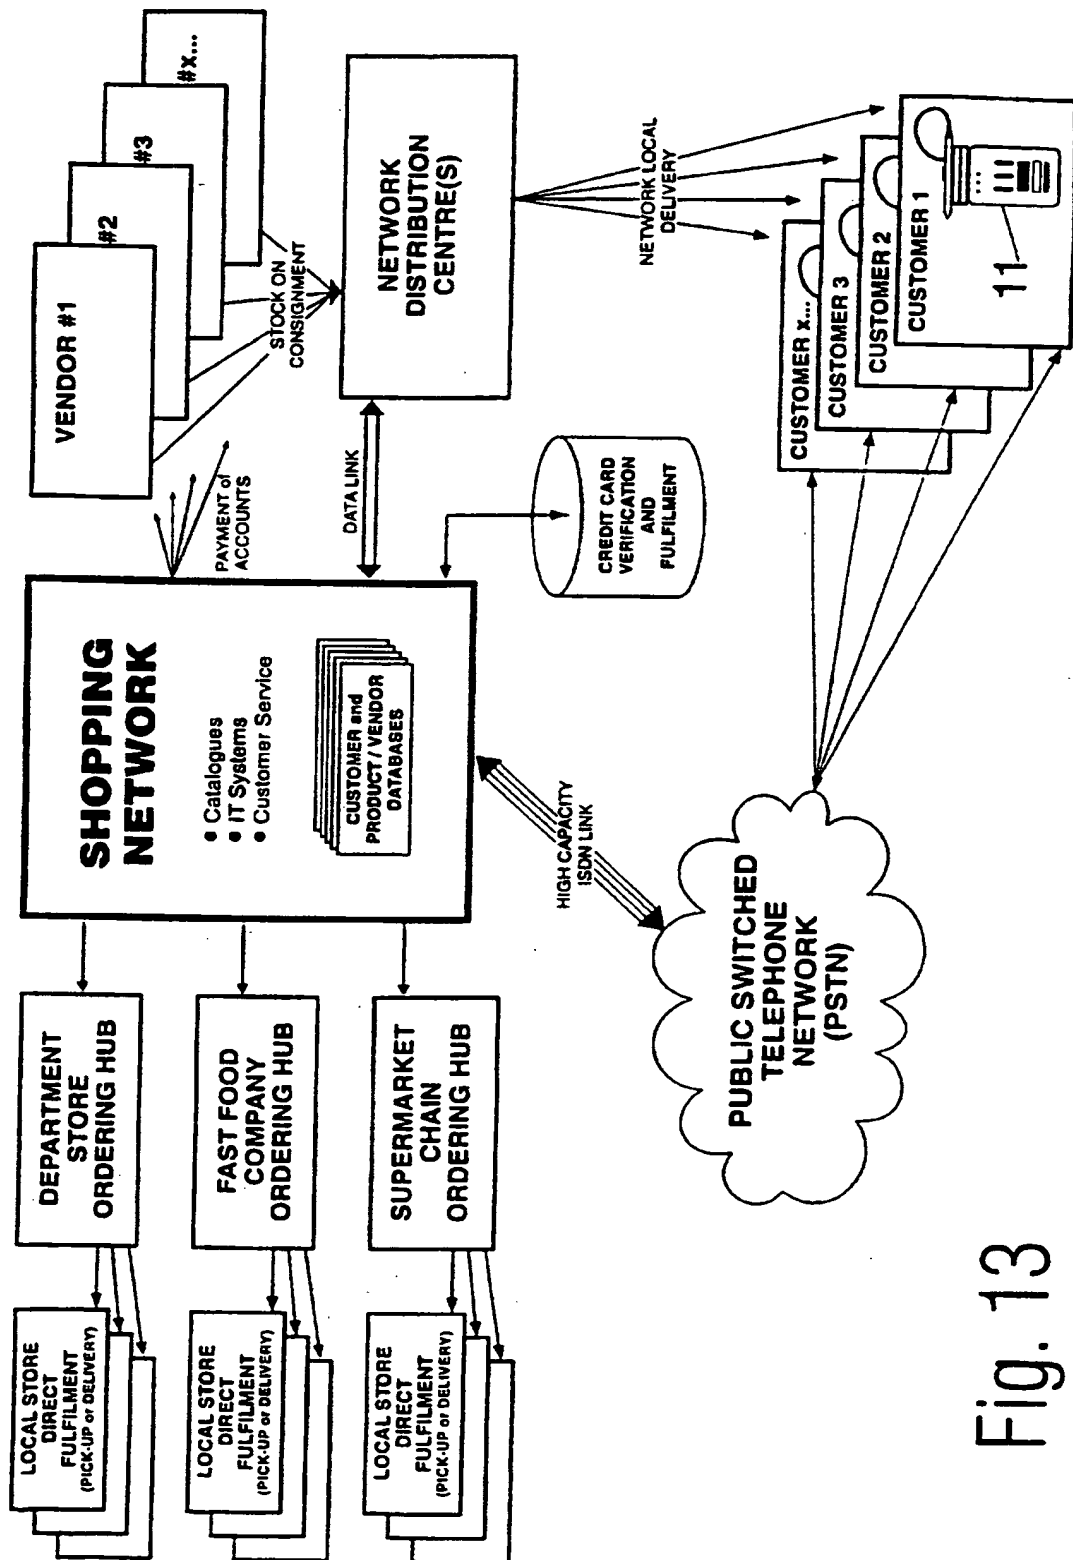 LOCAL STORE
DIRECT
FULFILMENT
(PICK-UP or DELIVERY)
DEPARTMENT
STORE
ORDERING HUB
LOCAL STORE
DIRECT
FULFILMENT
(PICK-UP or DELIVERY)
FAST FOOD
COMPANY
ORDERING HUB
LOCAL STORE
DIRECT
FULFILMENT
(PICK-UP or DELIVERY)
SUPERMARKET
CHAIN
ORDERING HUB
SHOPPING
NETWORK
• Catalogues
• IT Systems
• Customer Service
CUSTOMER and
PRODUCT / VENDOR
DATABASES
PAYMENT of
ACCOUNTS
VENDOR #1
#2
#3
#x...
STOCK ON
CONSIGNMENT
DATA LINK
NETWORK
DISTRIBUTION
CENTRE(S)
CREDIT CARD
VERIFICATION
AND
FULFILMENT
HIGH CAPACITY
ISDN LINK
NETWORK LOCAL
DELIVERY
PUBLIC SWITCHED
TELEPHONE
NETWORK
(PSTN)
CUSTOMER x...
CUSTOMER 3
CUSTOMER 2
CUSTOMER 1
11
Fig. 13